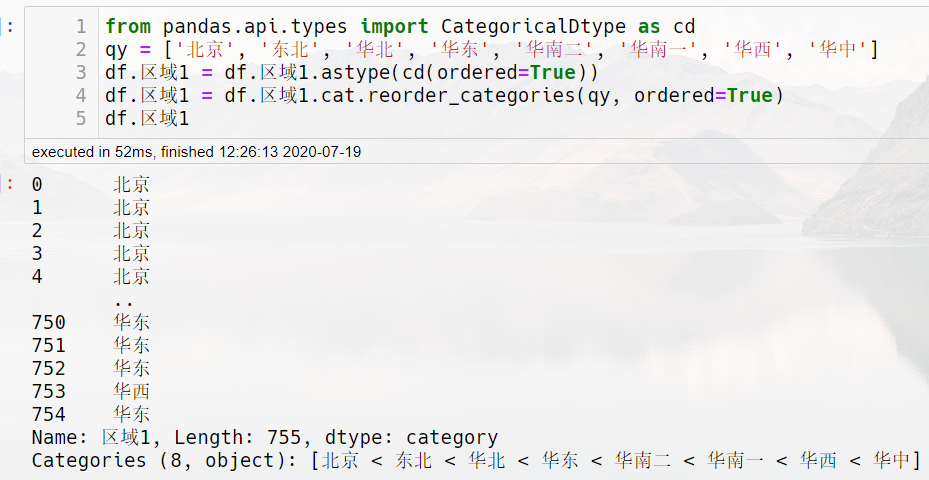 ]:
1 from pandas.api.types import CategoricalDtype as cd
2 qy = ['北京', '东北', '华北', '华东', '华南二', '华南一', '华西', '华中']
3 df.区域1 = df.区域1.astype(cd(ordered=True))
4 df.区域1 = df.区域1.cat.reorder_categories(qy, ordered=True)
5 df.区域1
executed in 52ms, finished 12:26:13 2020-07-19
]:
0 北京
1 北京
2 北京
3 北京
4 北京
..
750 华东
751 华东
752 华东
753 华西
754 华东
Name: 区域1, Length: 755, dtype: category
Categories (8, object): [北京 < 东北 < 华北 < 华东 < 华南二 < 华南一 < 华西 < 华中]